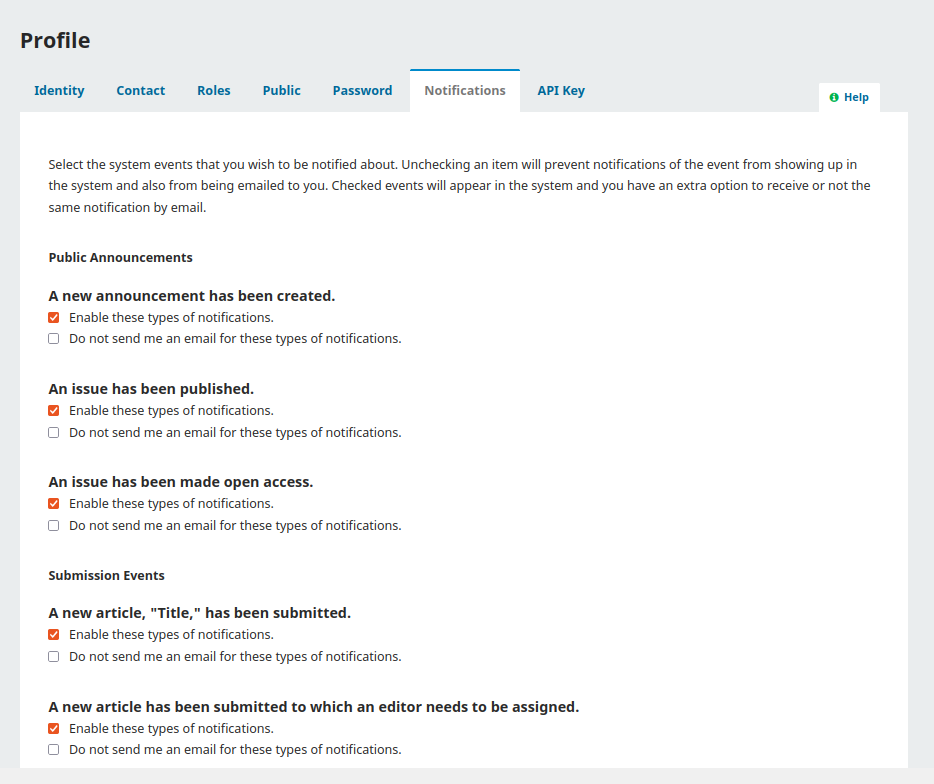 Profile
Identity Contact Roles Public Password Notifications API Key Help
Select the system events that you wish to be notified about. Unchecking an item will prevent notifications of the event from showing up in
the system and also from being emailed to you. Checked events will appear in the system and you have an extra option to receive or not the
same notification by email.
Public Announcements
A new announcement has been created.
Enable these types of notifications.
Do not send me an email for these types of notifications.
An issue has been published.
Enable these types of notifications.
Do not send me an email for these types of notifications.
An issue has been made open access.
Enable these types of notifications.
Do not send me an email for these types of notifications.
Submission Events
A new article, "Title," has been submitted.
Enable these types of notifications.
Do not send me an email for these types of notifications.
A new article has been submitted to which an editor needs to be assigned.
Enable these types of notifications.
Do not send me an email for these types of notifications.